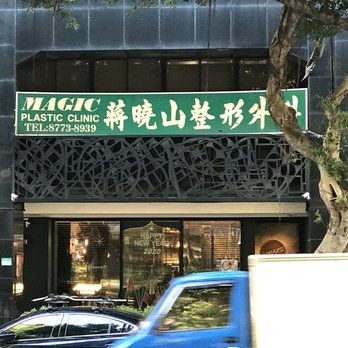 MAGIC
PLASTIC CLINIC
TEL:8773-8939
蔣曉山整形外科
HAPPY
NEW YEAR
2020